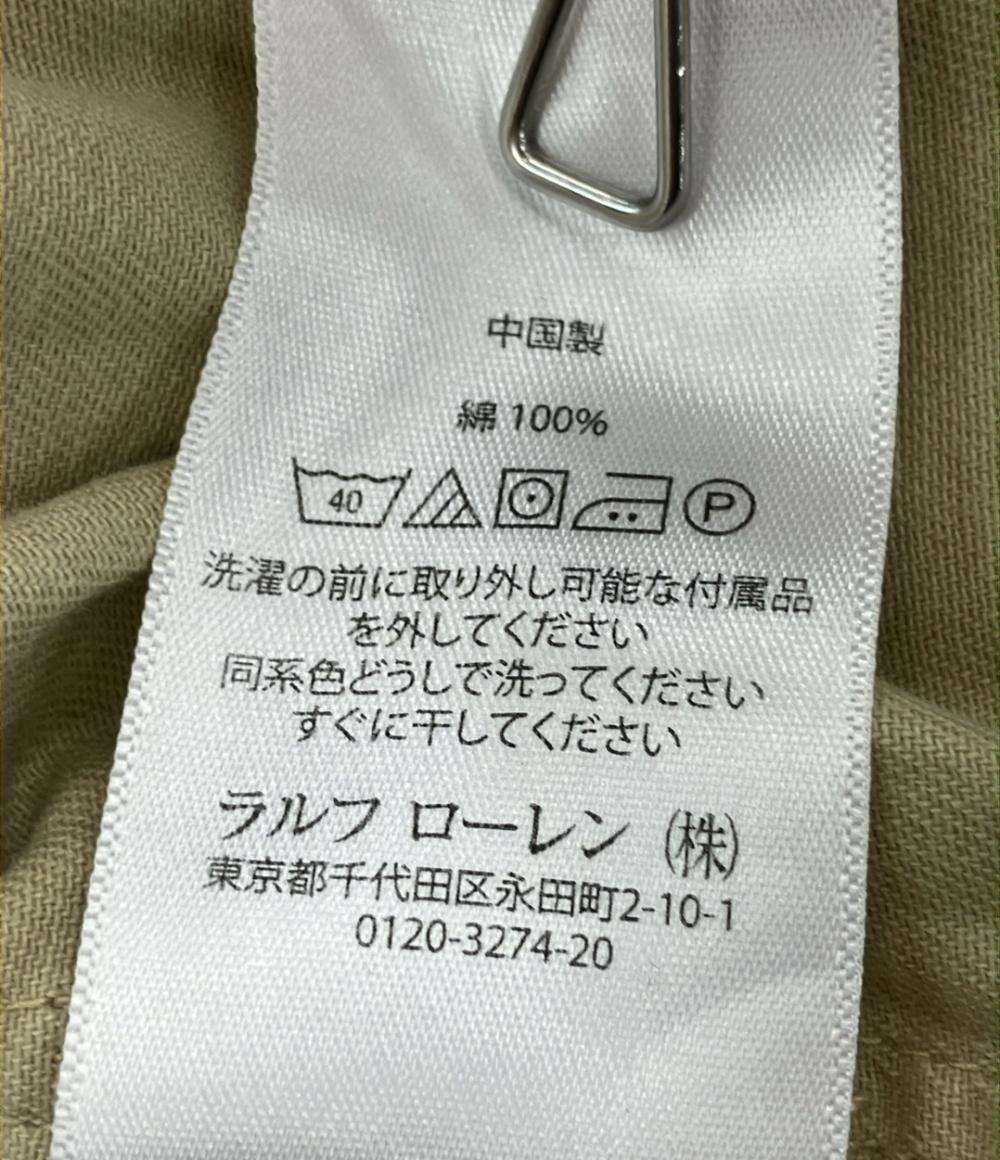 中国製
綿 100%
40 P
洗濯の前に取り外し可能な付属品
を外してください
同系色どうしで洗ってください
すぐに干してください
ラルフ ローレン (株)
東京都千代田区永田町2-10-1
0120-3274-20